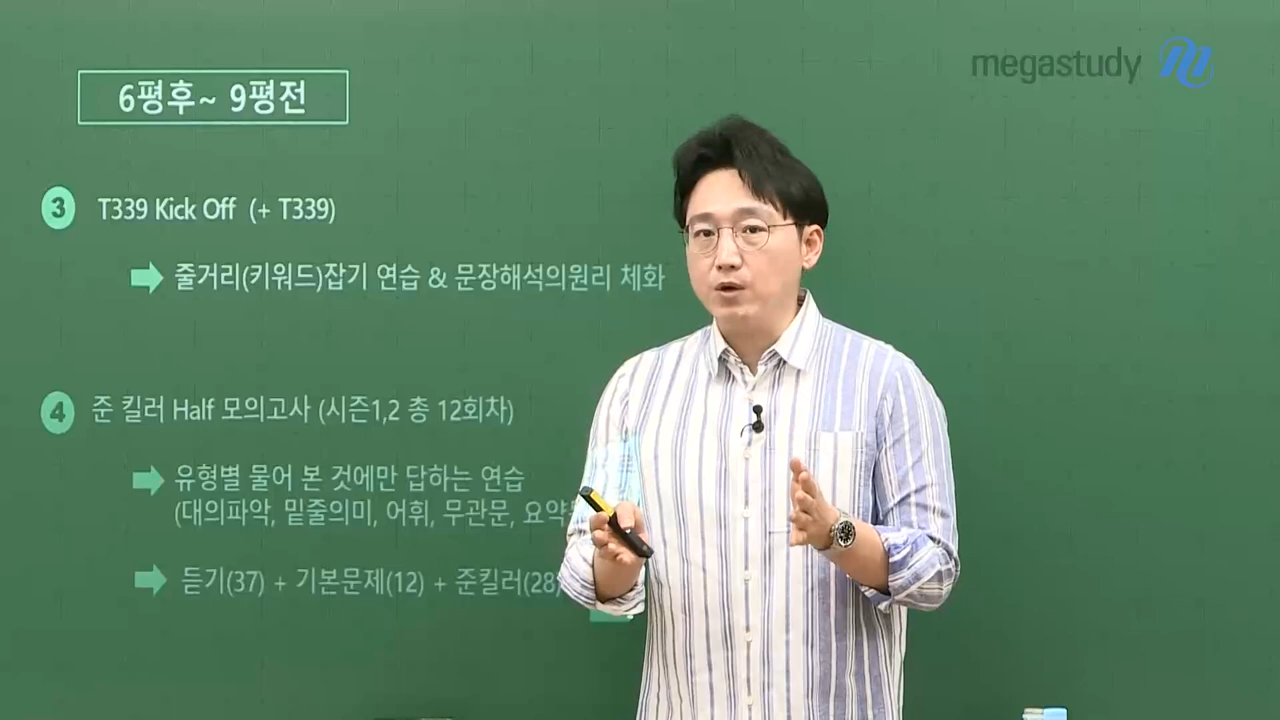 megastudy
6평후~ 9평전
3 T339 Kick Off (+ T339)
줄거리(키워드)잡기 연습 & 문장해석의원리 체화
4 준 킬러 Half 모의고사 (시즌1,2 총 12회차)
유형별 물어 본 것에만 답하는 연습
(대의파악, 밑줄의미, 어휘, 무관문, 요약
듣기(37) + 기본문제(12) + 준킬러(28)